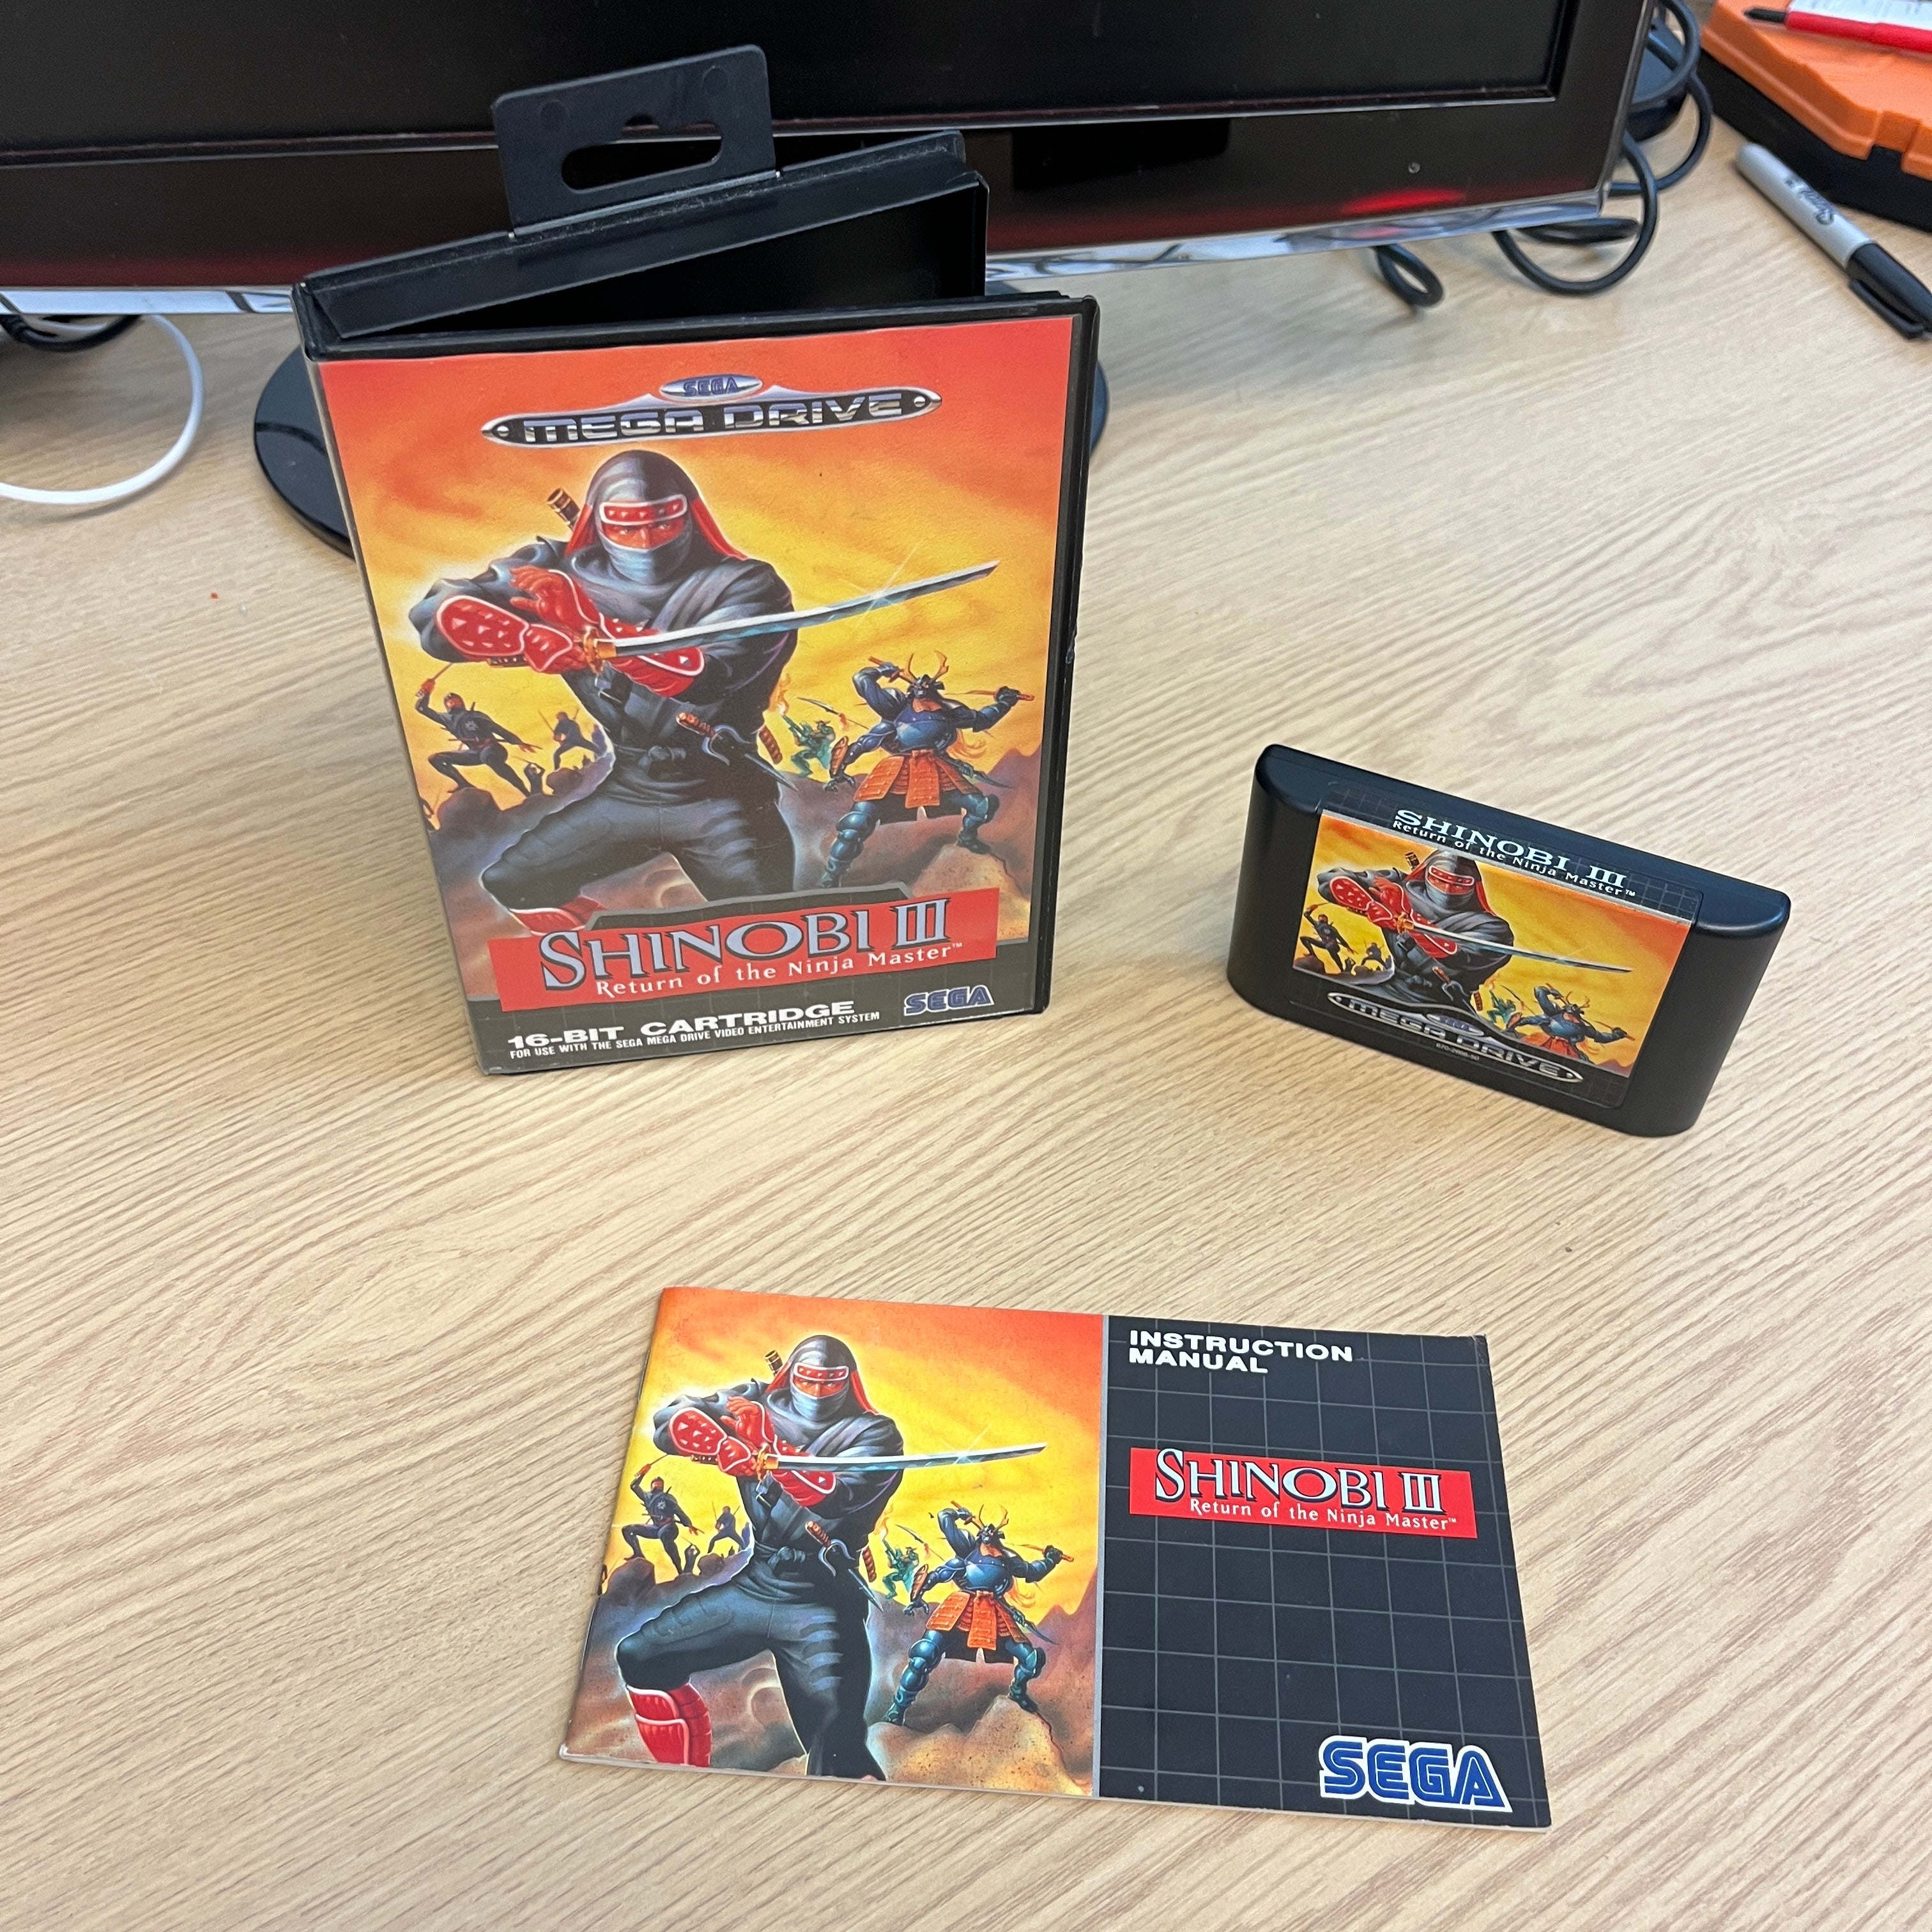 SEGA
MEGA DRIVE
SHINOBI III
Return of the Ninja Master™
16-BIT CARTRIDGE
FOR USE WITH THE SEGA MEGA DRIVE VIDEO ENTERTAINMENT SYSTEM
SEGA
SHINOBI III
Return of the Ninja Master™
SEGA
MEGA DRIVE
INSTRUCTION
MANUAL
SHINOBI III
Return of the Ninja Master™
SEGA